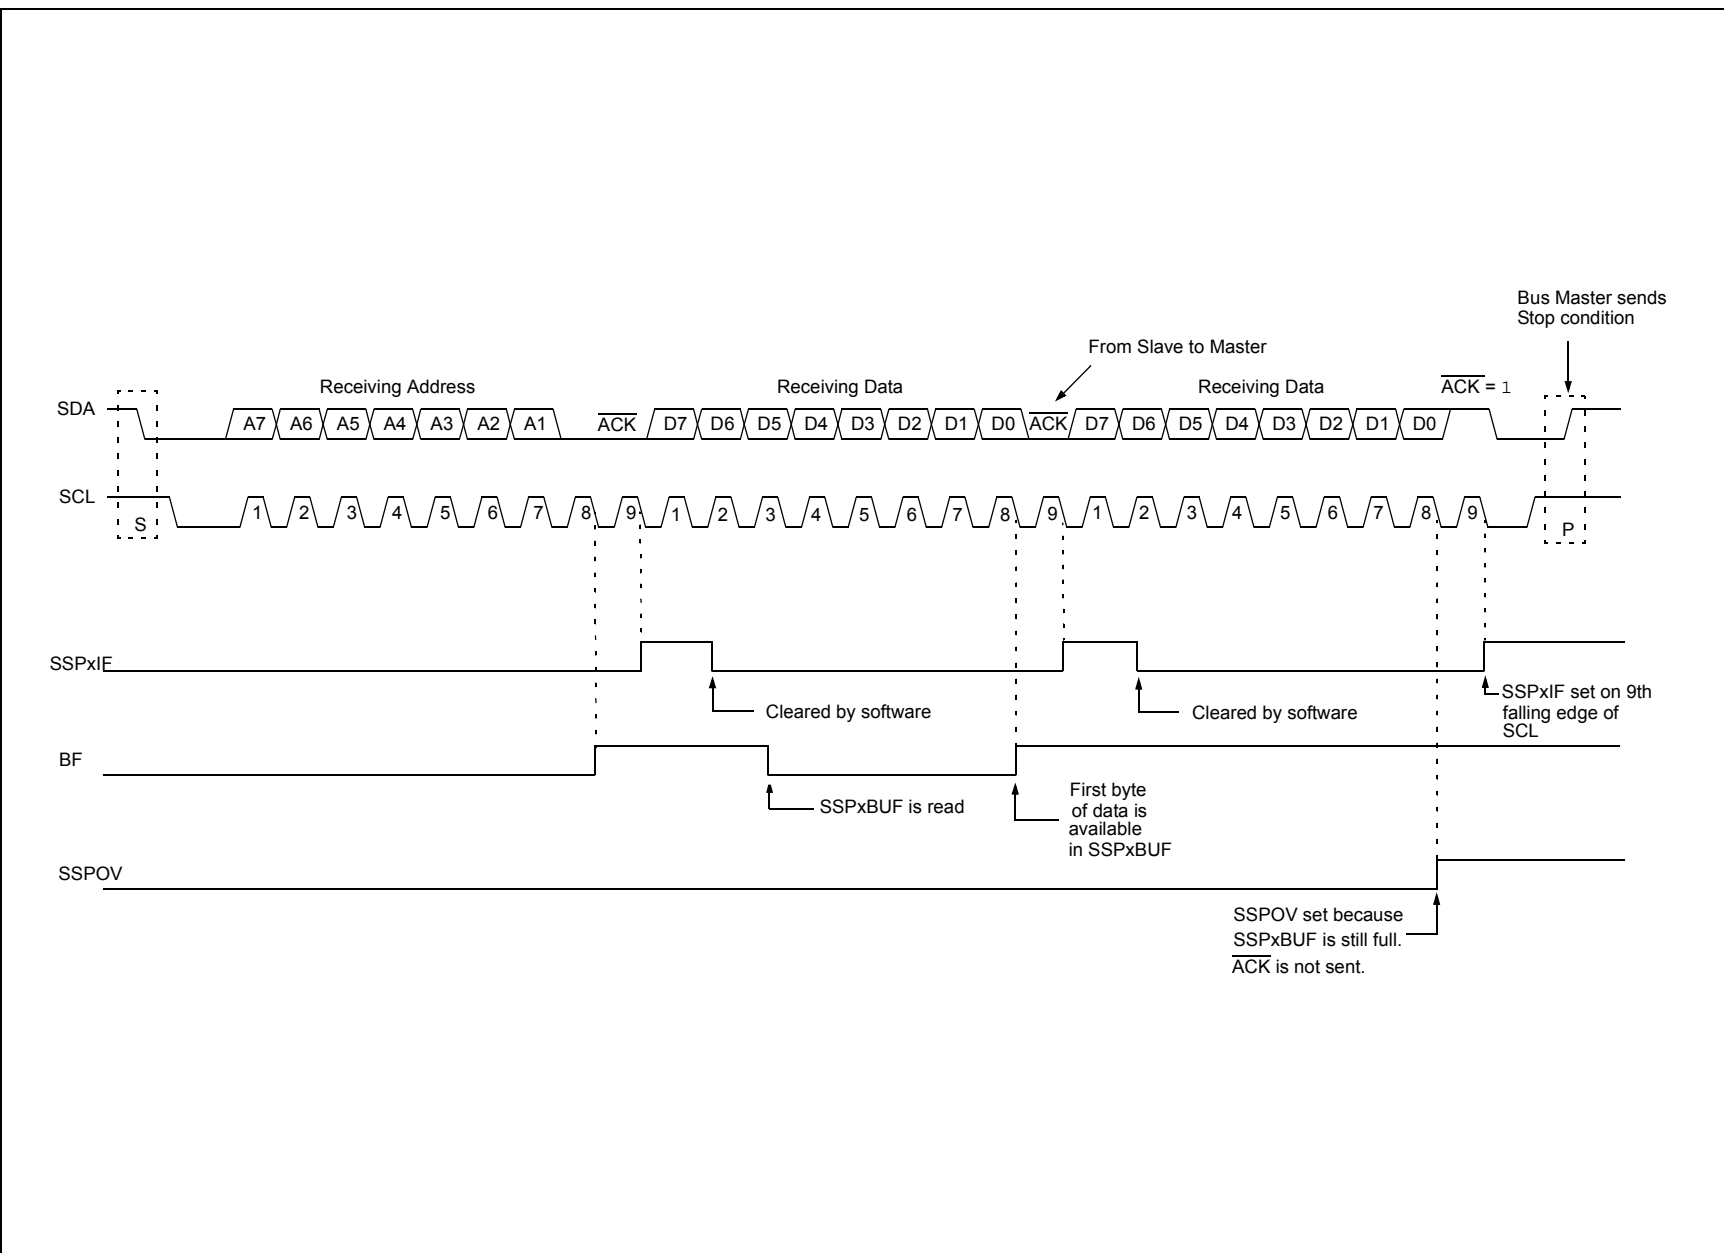 Bus Master sends
Stop condition
From Slave to Master
Receiving Address
Receiving Data
Receiving Data
ACK = 1
SDA
A7 A6 A5 A4 A3 A2 A1 ACK D7 D6 D5 D4 D3 D2 D1 D0 ACK D7 D6 D5 D4 D3 D2 D1 D0
SCL
S
1 2 3 4 5 6 7 8 9 1 2 3 4 5 6 7 8 9 1 2 3 4 5 6 7 8 9
P
SSPxIF
Cleared by software
Cleared by software
SSPxIF set on 9th
falling edge of
SCL
BF
SSPxBUF is read
First byte
of data is
available
in SSPxBUF
SSPOV
SSPOV set because
SSPxBUF is still full.
ACK is not sent.